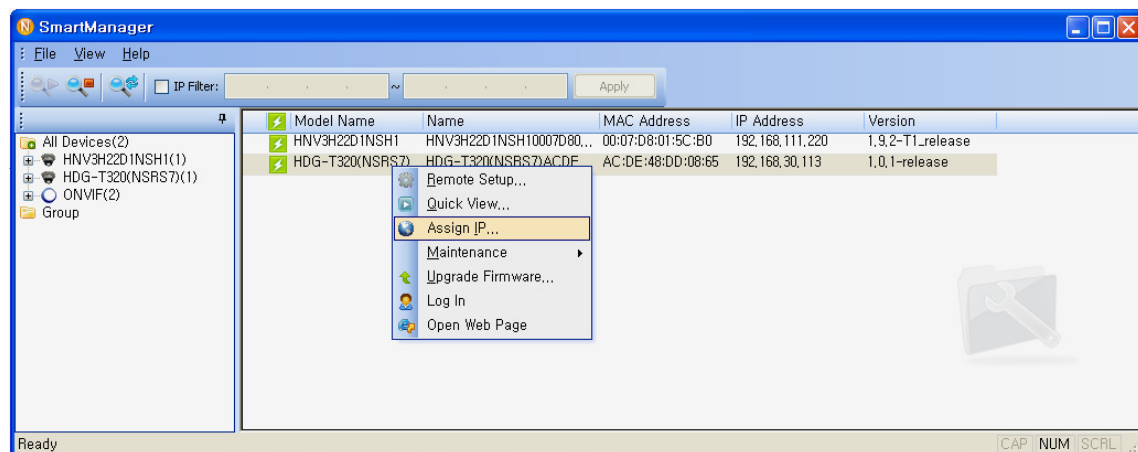 SmartManager
File View Help
IP Filter: . . . ~ . . . Apply
Model Name Name MAC Address IP Address Version
All Devices(2)
HNV3H22D1NSH1(1)
HDG-T320(NSRS7)(1)
ONVIF(2)
Group
HNV3H22D1NSH1 HNV3H22D1NSH10007D80... 00:07:D8:01:5C:B0 192.168.111.220 1.9.2-T1_release
HDG-T320(NSRS7) HDG-T320(NSRS7)ACDE AC:DE:48:DD:08:65 192.168.30.113 1.0.1-release
Remote Setup...
Quick View...
Assign IP...
Maintenance
Upgrade Firmware...
Log In
Open Web Page
Ready CAP NUM SCRL